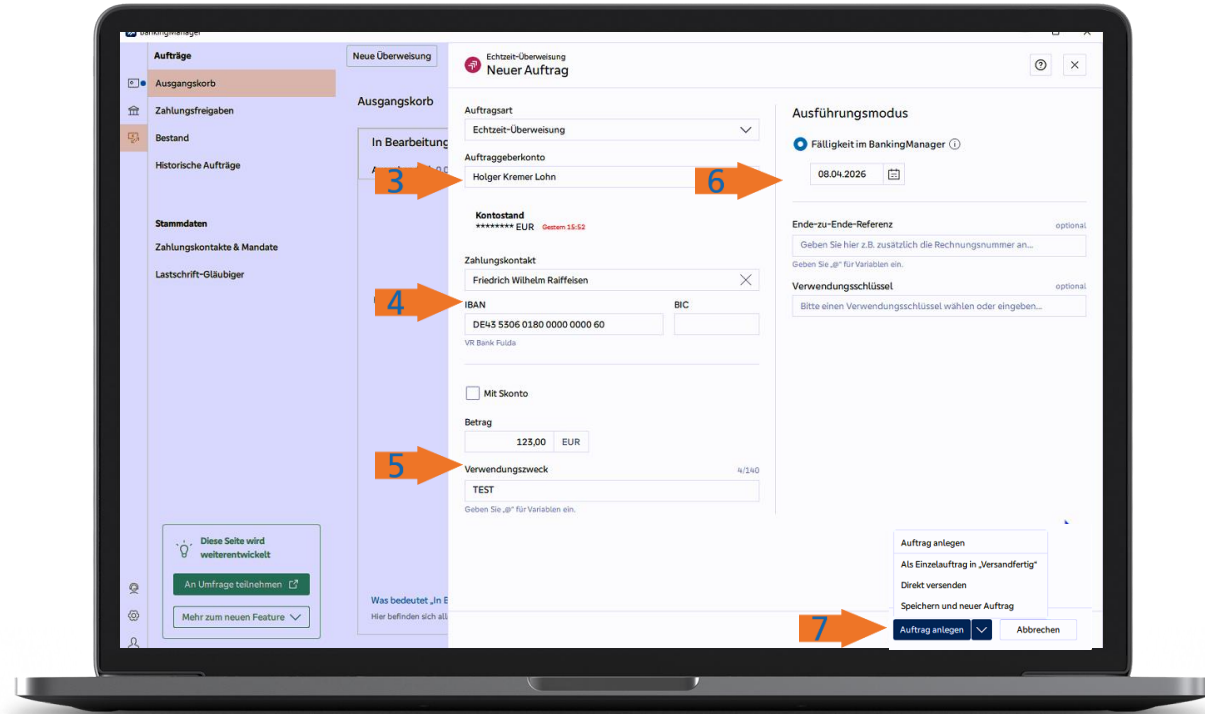 BankingManager
Aufträge
Ausgangskorb
Zahlungsfreigaben
Bestand
Historische Aufträge
Stammdaten
Zahlungskontakte & Mandate
Lastschrift-Gläubiger
Diese Seite wird
weiterentwickelt
An Umfrage teilnehmen
Mehr zum neuen Feature
Neue Überweisung
Ausgangskorb
In Bearbeitung
Was bedeutet „In E
Hier befinden sich all
Echtzeit-Überweisung
Neuer Auftrag
Auftragsart
Echtzeit-Überweisung
Auftraggeberkonto
3
Holger Kremer Lohn
Kontostand
******** EUR Gestern 15:52
Zahlungskontakt
Friedrich Wilhelm Raiffeisen
4
IBAN BIC
DE43 5306 0180 0000 0000 60
VR Bank Fulda
Mit Skonto
Betrag
123,00 EUR
5
Verwendungszweck 4/140
TEST
Geben Sie „@“ für Variablen ein.
Ausführungsmodus
Fälligkeit im BankingManager
6
08.04.2026
Ende-zu-Ende-Referenz optional
Geben Sie hier z.B. zusätzlich die Rechnungsnummer an...
Geben Sie „@“ für Variablen ein.
Verwendungsschlüssel optional
Bitte einen Verwendungsschlüssel wählen oder eingeben...
Auftrag anlegen
Als Einzelauftrag in „Versandfertig“
Direkt versenden
Speichern und neuer Auftrag
7
Auftrag anlegen Abbrechen